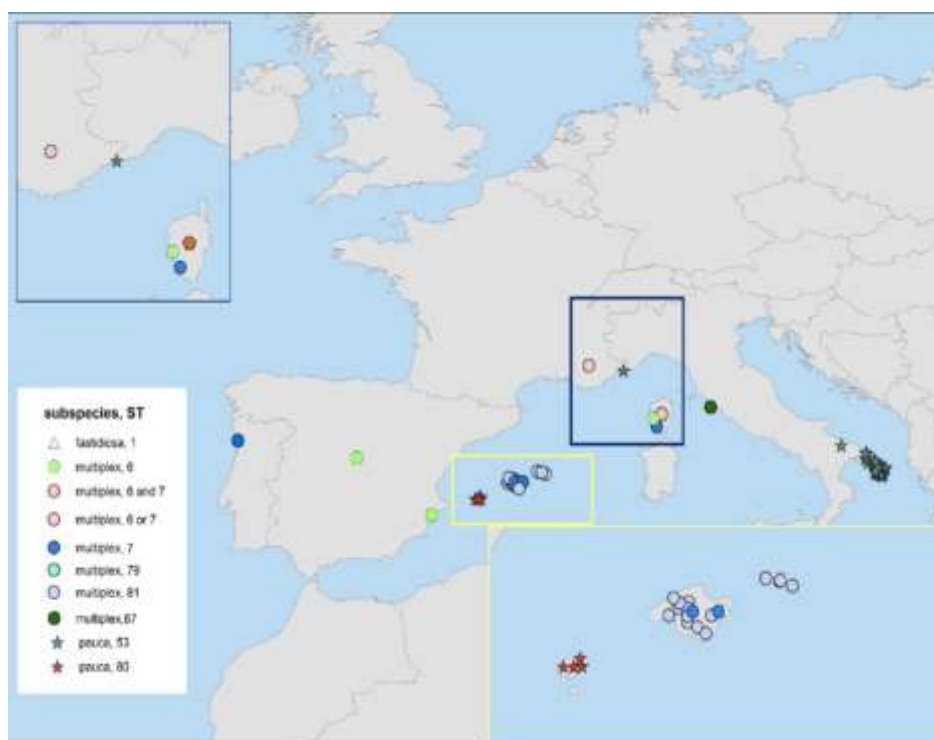 subspecies, ST
fastidiosa, 1
multiplex, 6
multiplex, 6 and 7
multiplex, 6 or 7
multiplex, 7
multiplex, 79
multiplex, 81
multiplex,87
pauca, 53
pauca, 80